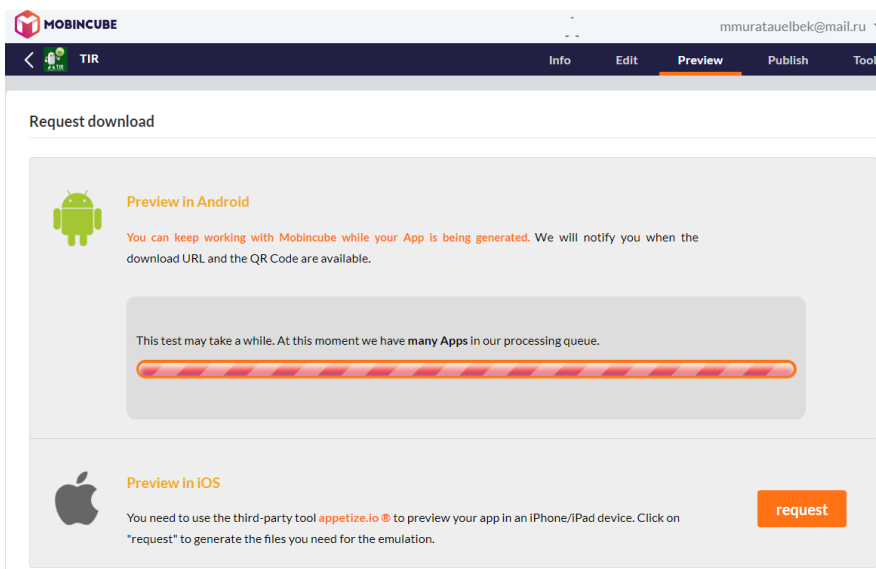 MOBINCUBE
mmuratauelbek@mail.ru
TIR
Info Edit Preview Publish Tool
Request download
Preview in Android
You can keep working with Mobincube while your App is being generated. We will notify you when the
download URL and the QR Code are available.
This test may take a while. At this moment we have many Apps in our processing queue.
Preview in iOS
You need to use the third-party tool appetize.io ® to preview your app in an iPhone/iPad device. Click on
"request" to generate the files you need for the emulation.
request